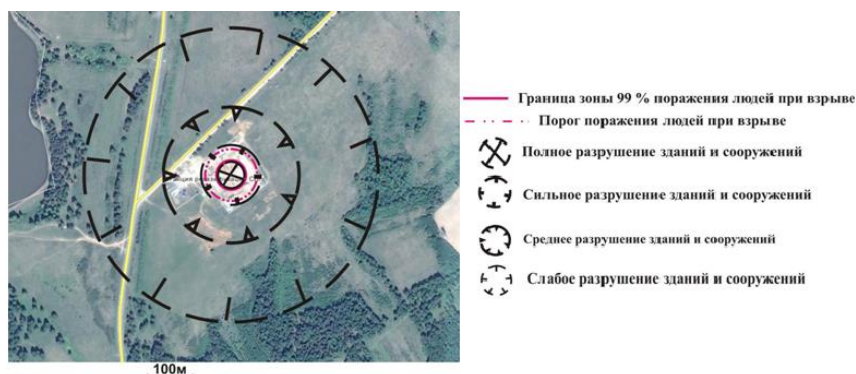 Граница зоны 99 % поражения людей при взрыве
Порог поражения людей при взрыве
Полное разрушение зданий и сооружений
Сильное разрушение зданий и сооружений
Среднее разрушение зданий и сооружений
Слабое разрушение зданий и сооружений
100м